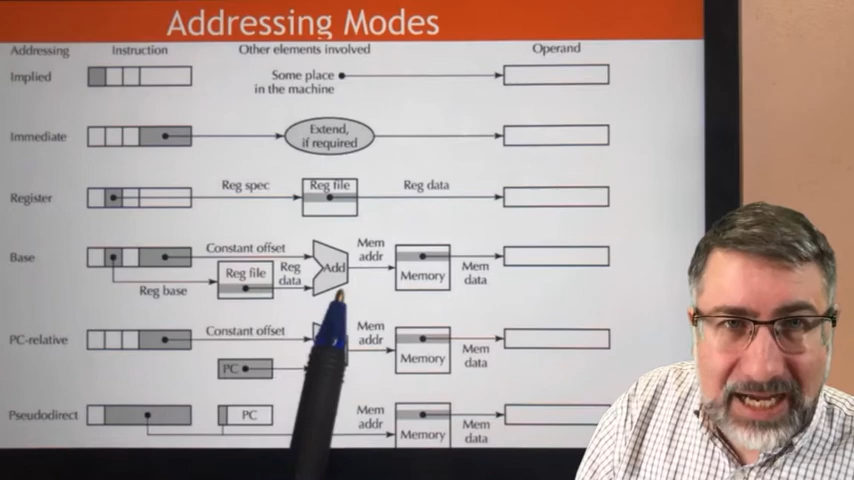 Addressing Modes
Addressing Instruction Other elements involved Operand
Implied Some place
in the machine
Immediate Extend,
if required
Register Reg spec Reg file Reg data
Base Constant offset Add Mem
addr Memory Mem
data
Reg base Reg file Reg
data
PC-relative Constant offset Mem
addr Memory Mem
data
PC
Pseudodirect PC Mem
addr Memory Mem
data